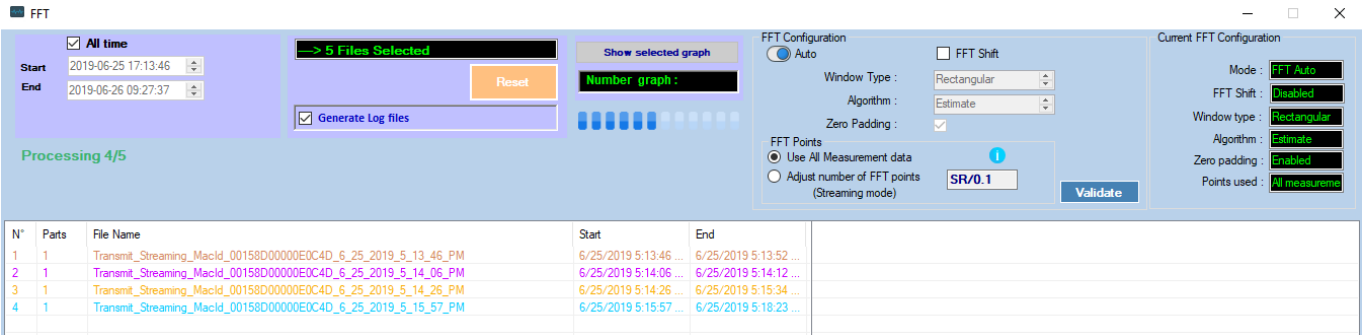 FFT
All time
Start 2019-06-25 17:13:46
End 2019-06-26 09:27:37
Processing 4/5
—> 5 Files Selected
Reset
Generate Log files
Show selected graph
Number graph :
FFT Configuration
Auto
FFT Shift
Window Type : Rectangular
Algorithm : Estimate
Zero Padding :
FFT Points
Use All Measurement data
Adjust number of FFT points
(Streaming mode)
i
SR/0.1
Validate
Current FFT Configuration
Mode : FFT Auto
FFT Shift : Disabled
Window type : Rectangular
Algorithm : Estimate
Zero padding : Enabled
Points used : All measureme
N° Parts File Name Start End
1 1 Transmit_Streaming_MacId_00158D00000E0C4D_6_25_2019_5_13_46_PM 6/25/2019 5:13:46 ... 6/25/2019 5:13:52 ...
2 1 Transmit_Streaming_MacId_00158D00000E0C4D_6_25_2019_5_14_06_PM 6/25/2019 5:14:06 ... 6/25/2019 5:14:12 ...
3 1 Transmit_Streaming_MacId_00158D00000E0C4D_6_25_2019_5_14_26_PM 6/25/2019 5:14:26 ... 6/25/2019 5:15:34 ...
4 1 Transmit_Streaming_MacId_00158D00000E0C4D_6_25_2019_5_15_57_PM 6/25/2019 5:15:57 ... 6/25/2019 5:18:23 ...